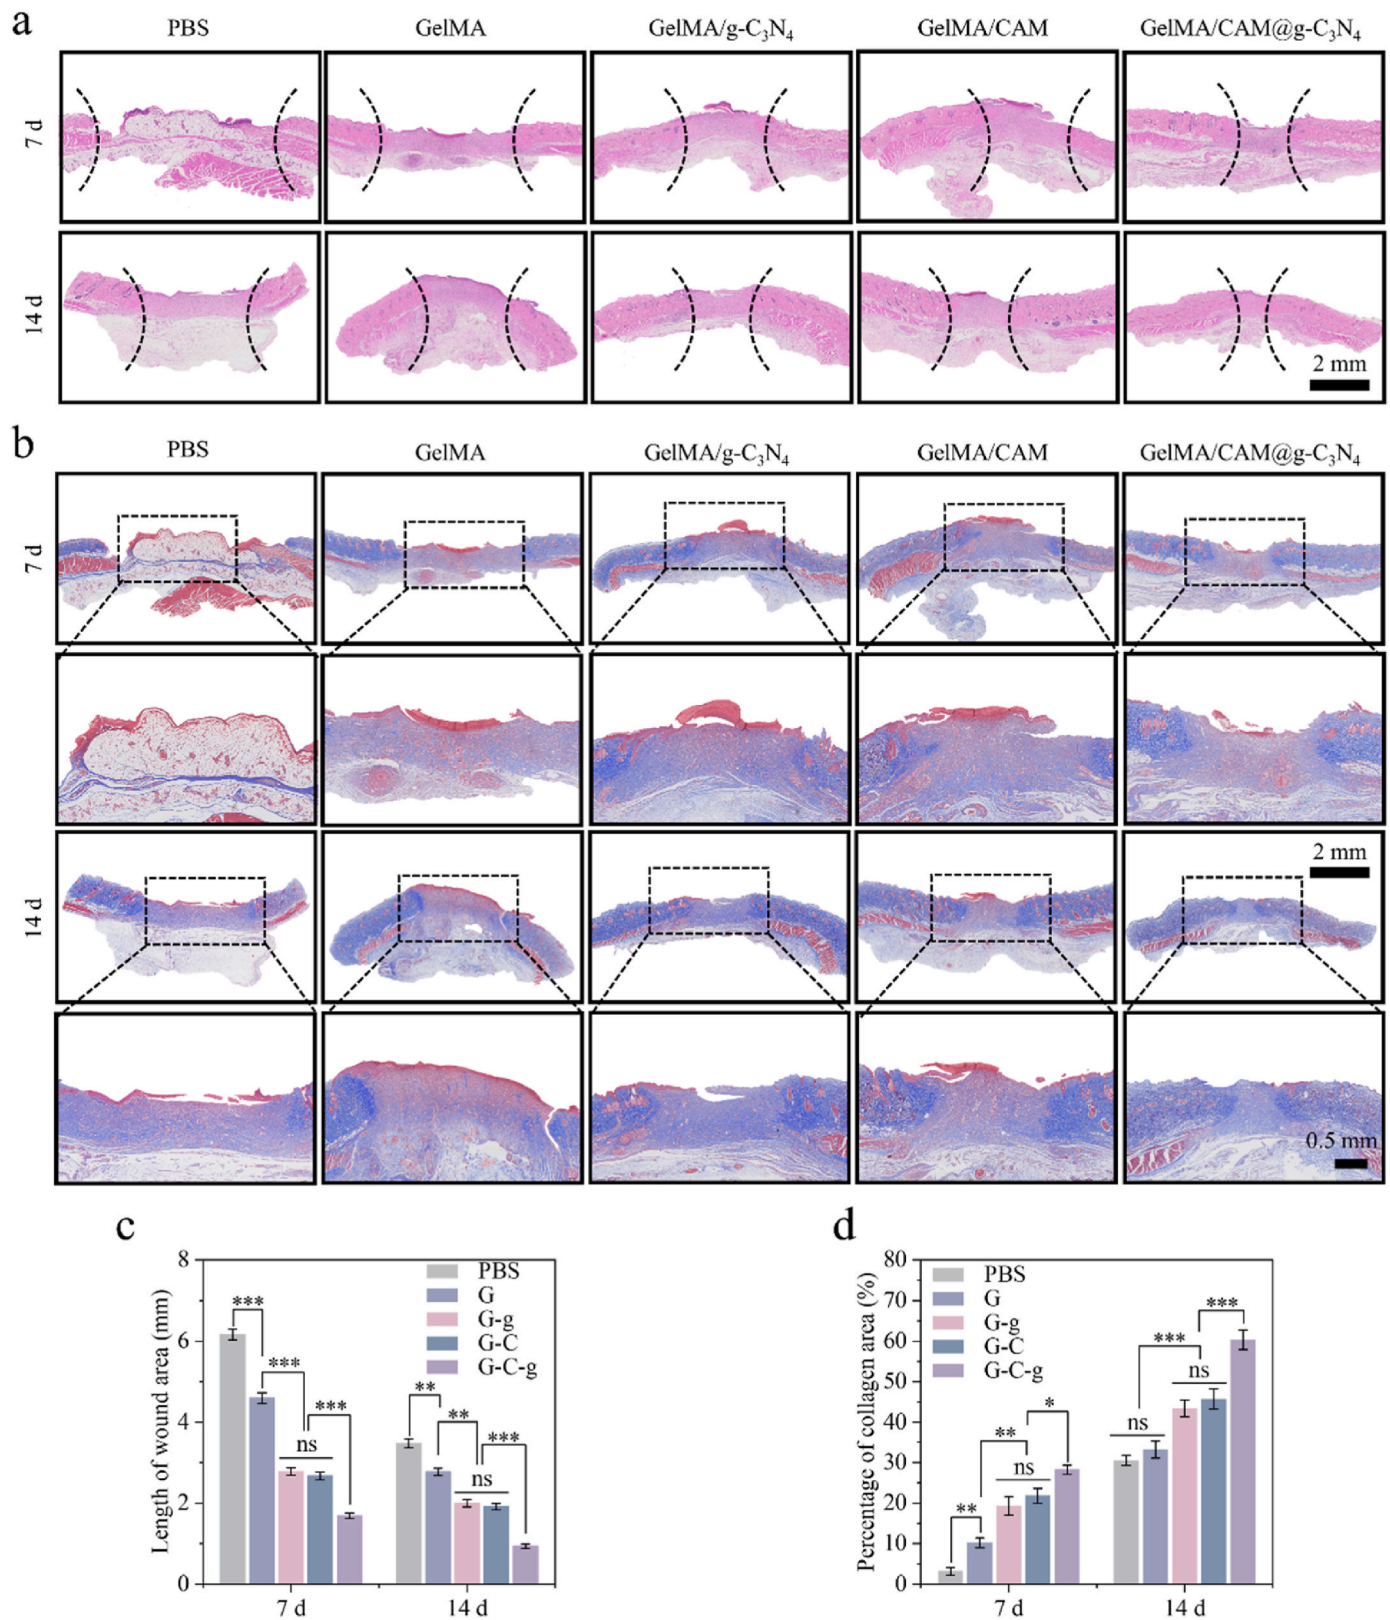 a
PBS GelMA GelMA/g-C₃N₄ GelMA/CAM GelMA/CAM@g-C₃N₄
7 d
14 d
2 mm
b
PBS GelMA GelMA/g-C₃N₄ GelMA/CAM GelMA/CAM@g-C₃N₄
7 d
2 mm
14 d
0.5 mm
c
Length of wound area (mm)
8
6
4
2
0
PBS
G
G-g
G-C
G-C-g
***
***
***
ns
**
**
***
ns
7 d 14 d
d
Percentage of collagen area (%)
80
70
60
50
40
30
20
10
0
PBS
G
G-g
G-C
G-C-g
**
**
*
ns
ns
***
***
ns
7 d 14 d